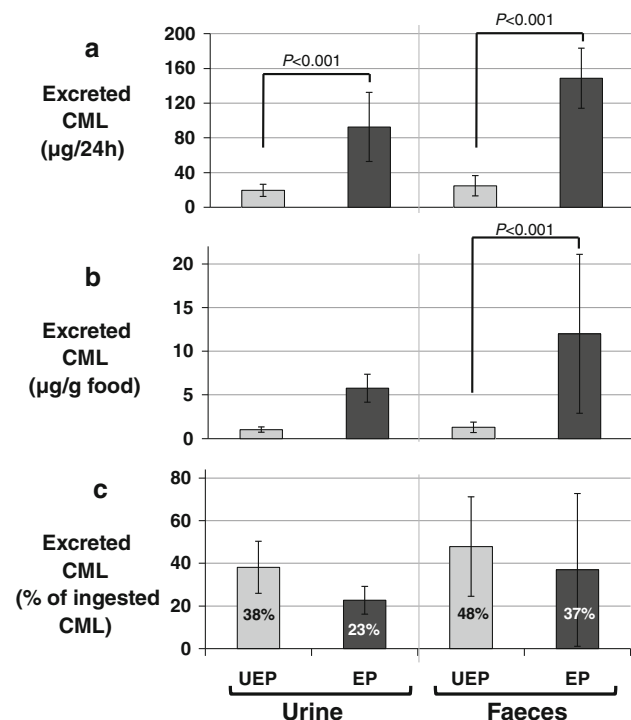 a
Excreted
CML
(µg/24h)
200
160
120
80
40
0
P<0.001
P<0.001
b
Excreted
CML
(µg/g food)
20
15
10
5
0
P<0.001
c
Excreted
CML
(% of ingested
CML)
80
60
40
20
0
38%
23%
48%
37%
UEP
EP
UEP
EP
Urine
Faeces